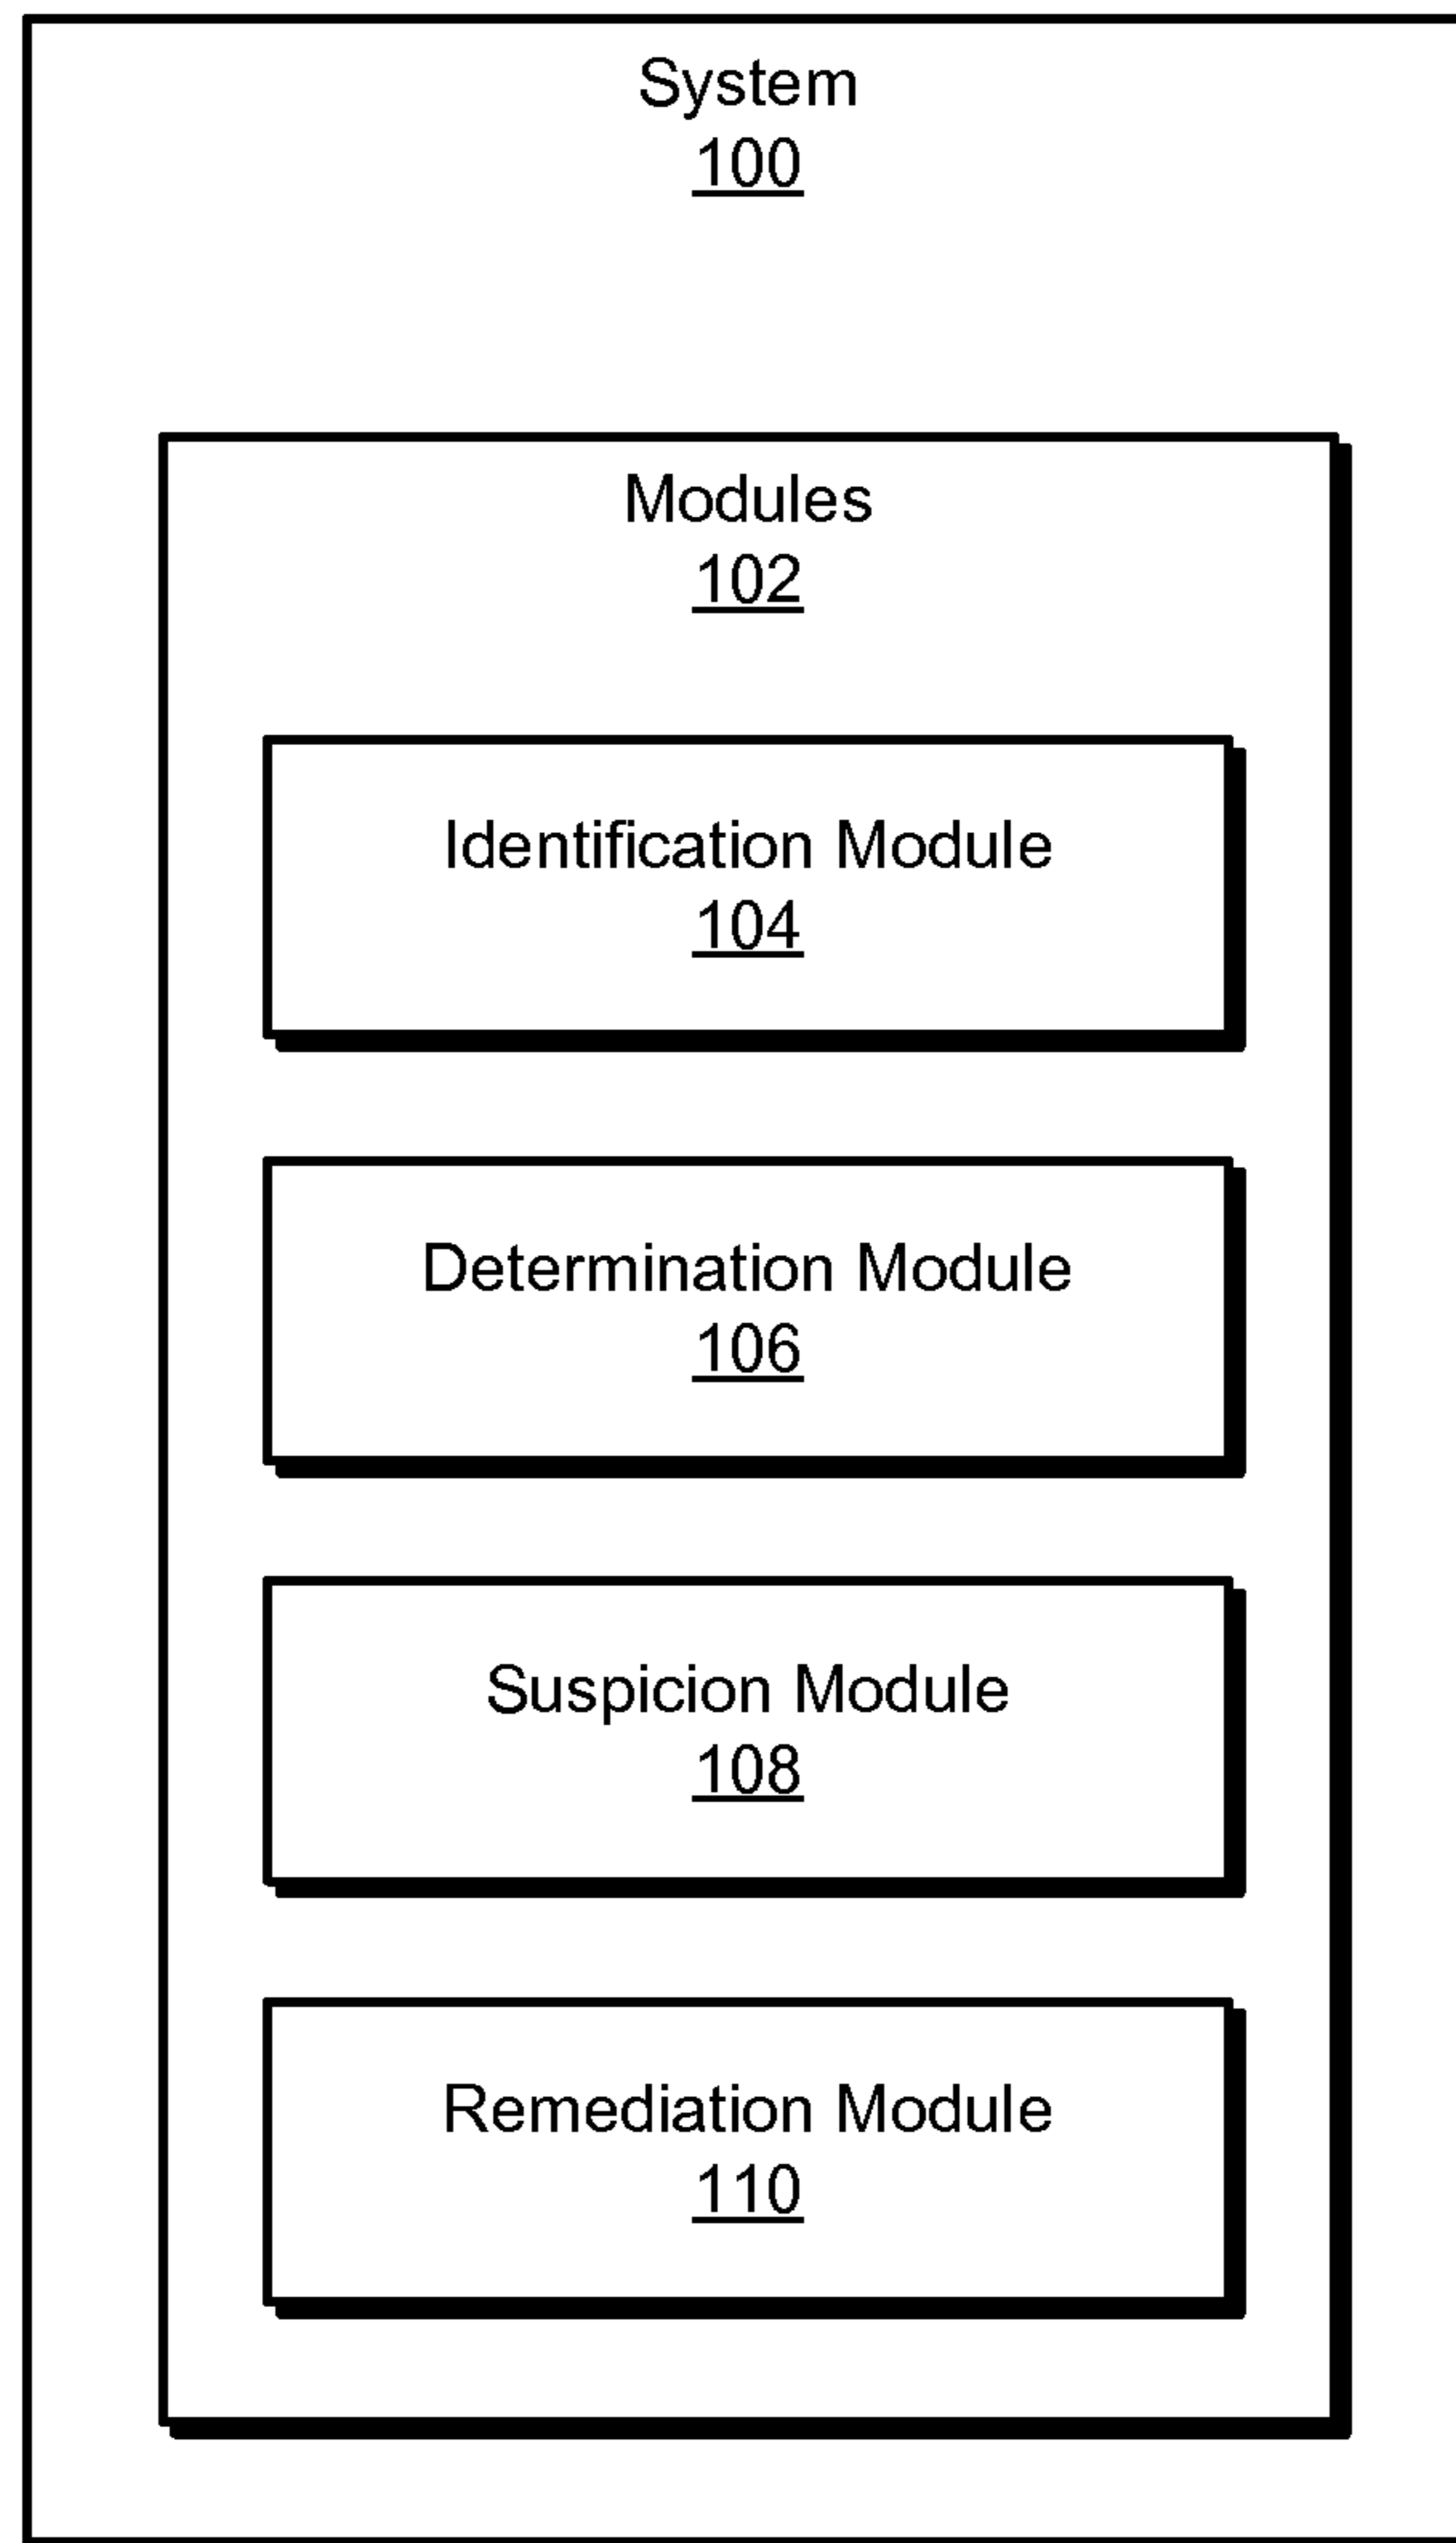 System
100
Modules
102
Identification Module
104
Determination Module
106
Suspicion Module
108
Remediation Module
110